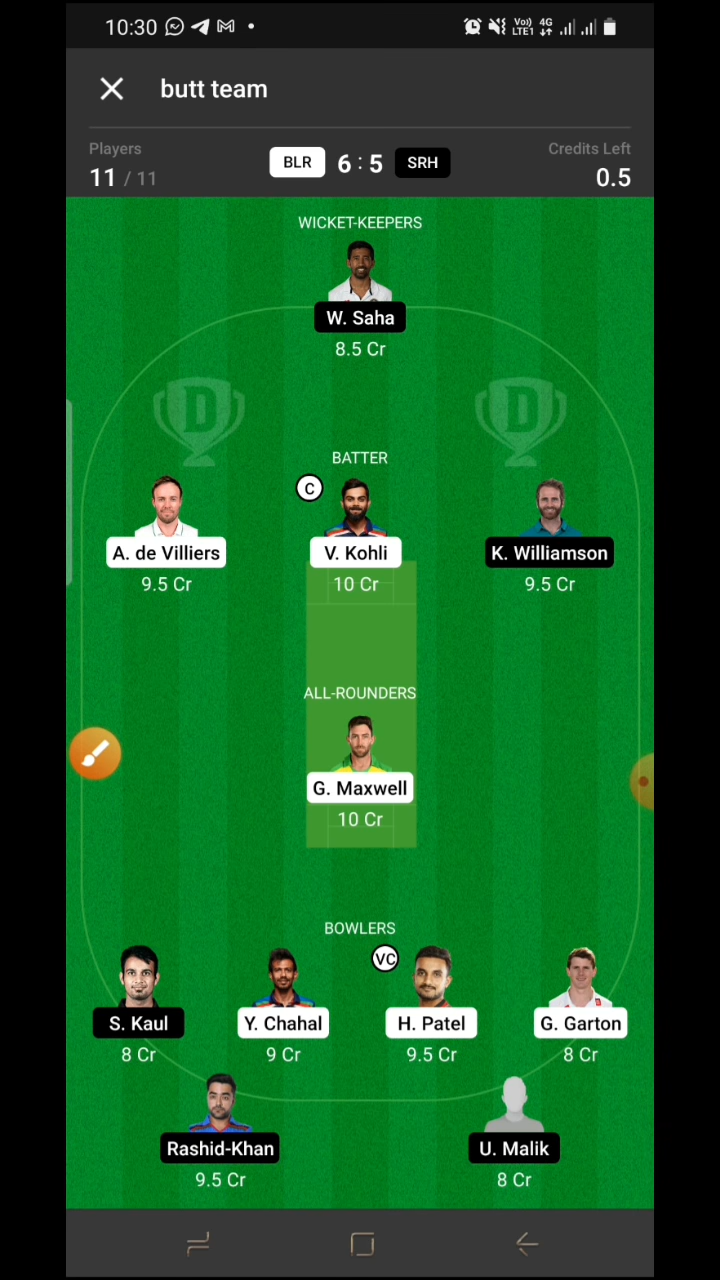 10:30
Vo)) 4G
LTE1
butt team
Players
Credits Left
11 / 11
BLR 6 : 5 SRH
0.5
WICKET-KEEPERS
W. Saha
8.5 Cr
D D
BATTER
C
A. de Villiers V. Kohli K. Williamson
9.5 Cr 10 Cr 9.5 Cr
ALL-ROUNDERS
G. Maxwell
10 Cr
BOWLERS
VC
S. Kaul Y. Chahal H. Patel G. Garton
8 Cr 9 Cr 9.5 Cr 8 Cr
Rashid-Khan U. Malik
9.5 Cr 8 Cr